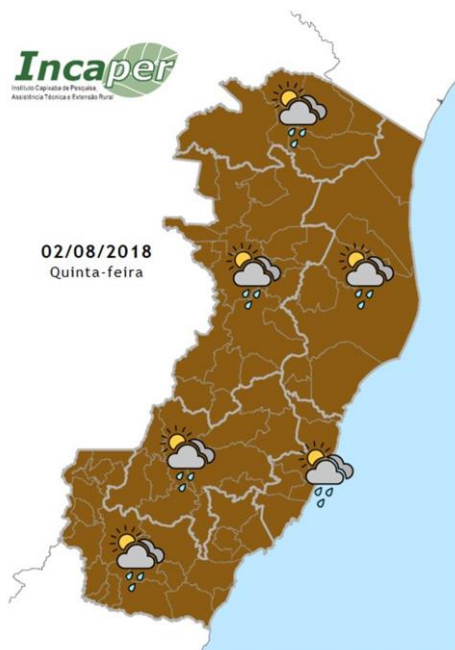 Incaper
Instituto Capixaba de Pesquisa,
Assistência Técnica e Extensão Rural
02/08/2018
Quinta-feira